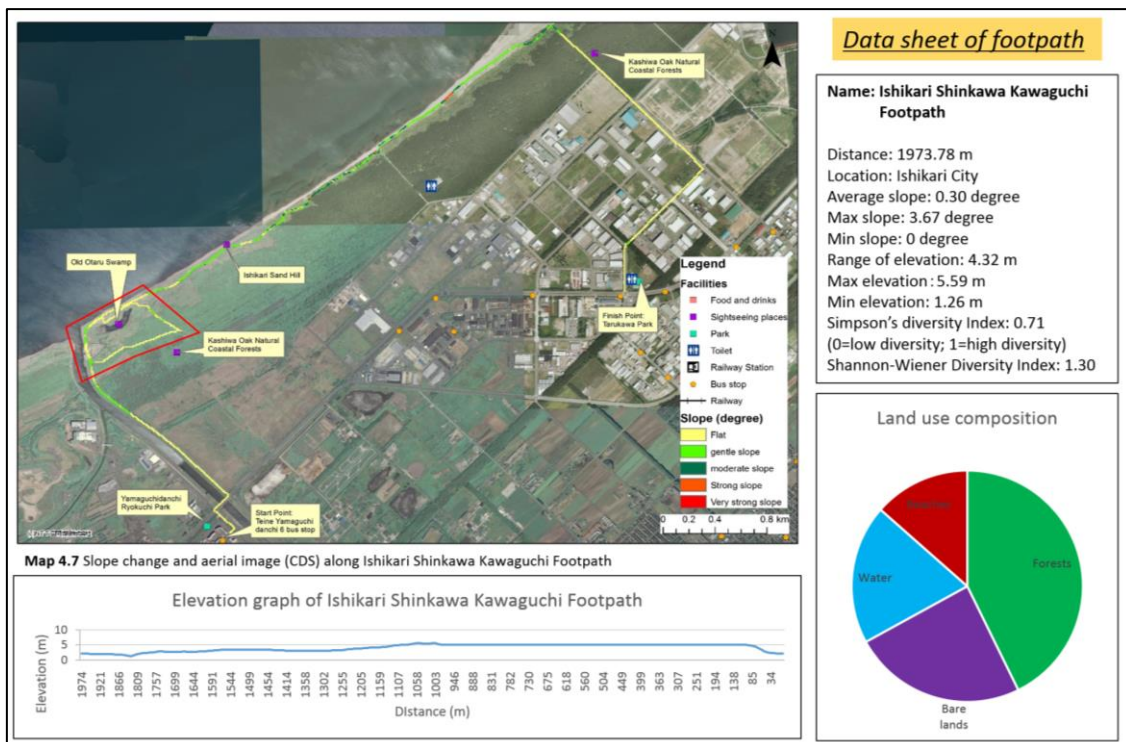 Data sheet of footpath
N
Kashiwa Oak Natural
Coastal Forests
Old Otaru Swamp
Ishikari Sand Hill
Kashiwa Oak Natural
Coastal Forests
Finish Point:
Tarukawa Park
Yamaguchidanchi
Ryokuchi Park
Start Point:
Teine Yamaguchi
danchi 6 bus stop
Legend
Facilities
Food and drinks
Sightseeing places
Park
Toilet
Railway Station
Bus stop
Railway
Slope (degree)
Flat
gentle slope
moderate slope
Strong slope
Very strong slope
0 0.2 0.4 0.8 km
Map 4.7 Slope change and aerial image (CDS) along Ishikari Shinkawa Kawaguchi Footpath
Name: Ishikari Shinkawa Kawaguchi
Footpath
Distance: 1973.78 m
Location: Ishikari City
Average slope: 0.30 degree
Max slope: 3.67 degree
Min slope: 0 degree
Range of elevation: 4.32 m
Max elevation: 5.59 m
Min elevation: 1.26 m
Simpson's diversity Index: 0.71
(0=low diversity; 1=high diversity)
Shannon-Wiener Diversity Index: 1.30
Elevation graph of Ishikari Shinkawa Kawaguchi Footpath
Elevation (m)
10
5
0
1974 1921 1866 1809 1757 1699 1644 1591 1544 1499 1454 1414 1358 1302 1255 1205 1159 1107 1058 1003 946 888 831 782 730 675 618 560 504 449 399 363 307 251 194 138 85 34
DIstance (m)
Land use composition
Forests
Water
Bare
lands